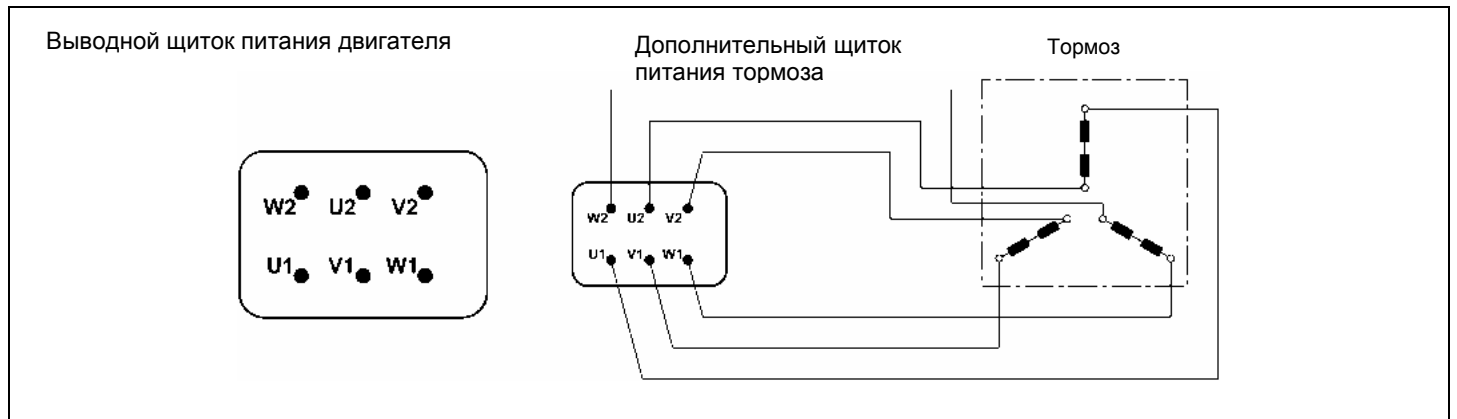 Выводной щиток питания двигателя
Дополнительный щиток
питания тормоза
Тормоз
W2 U2 V2
U1 V1 W1
W2 U2 V2
U1 V1 W1